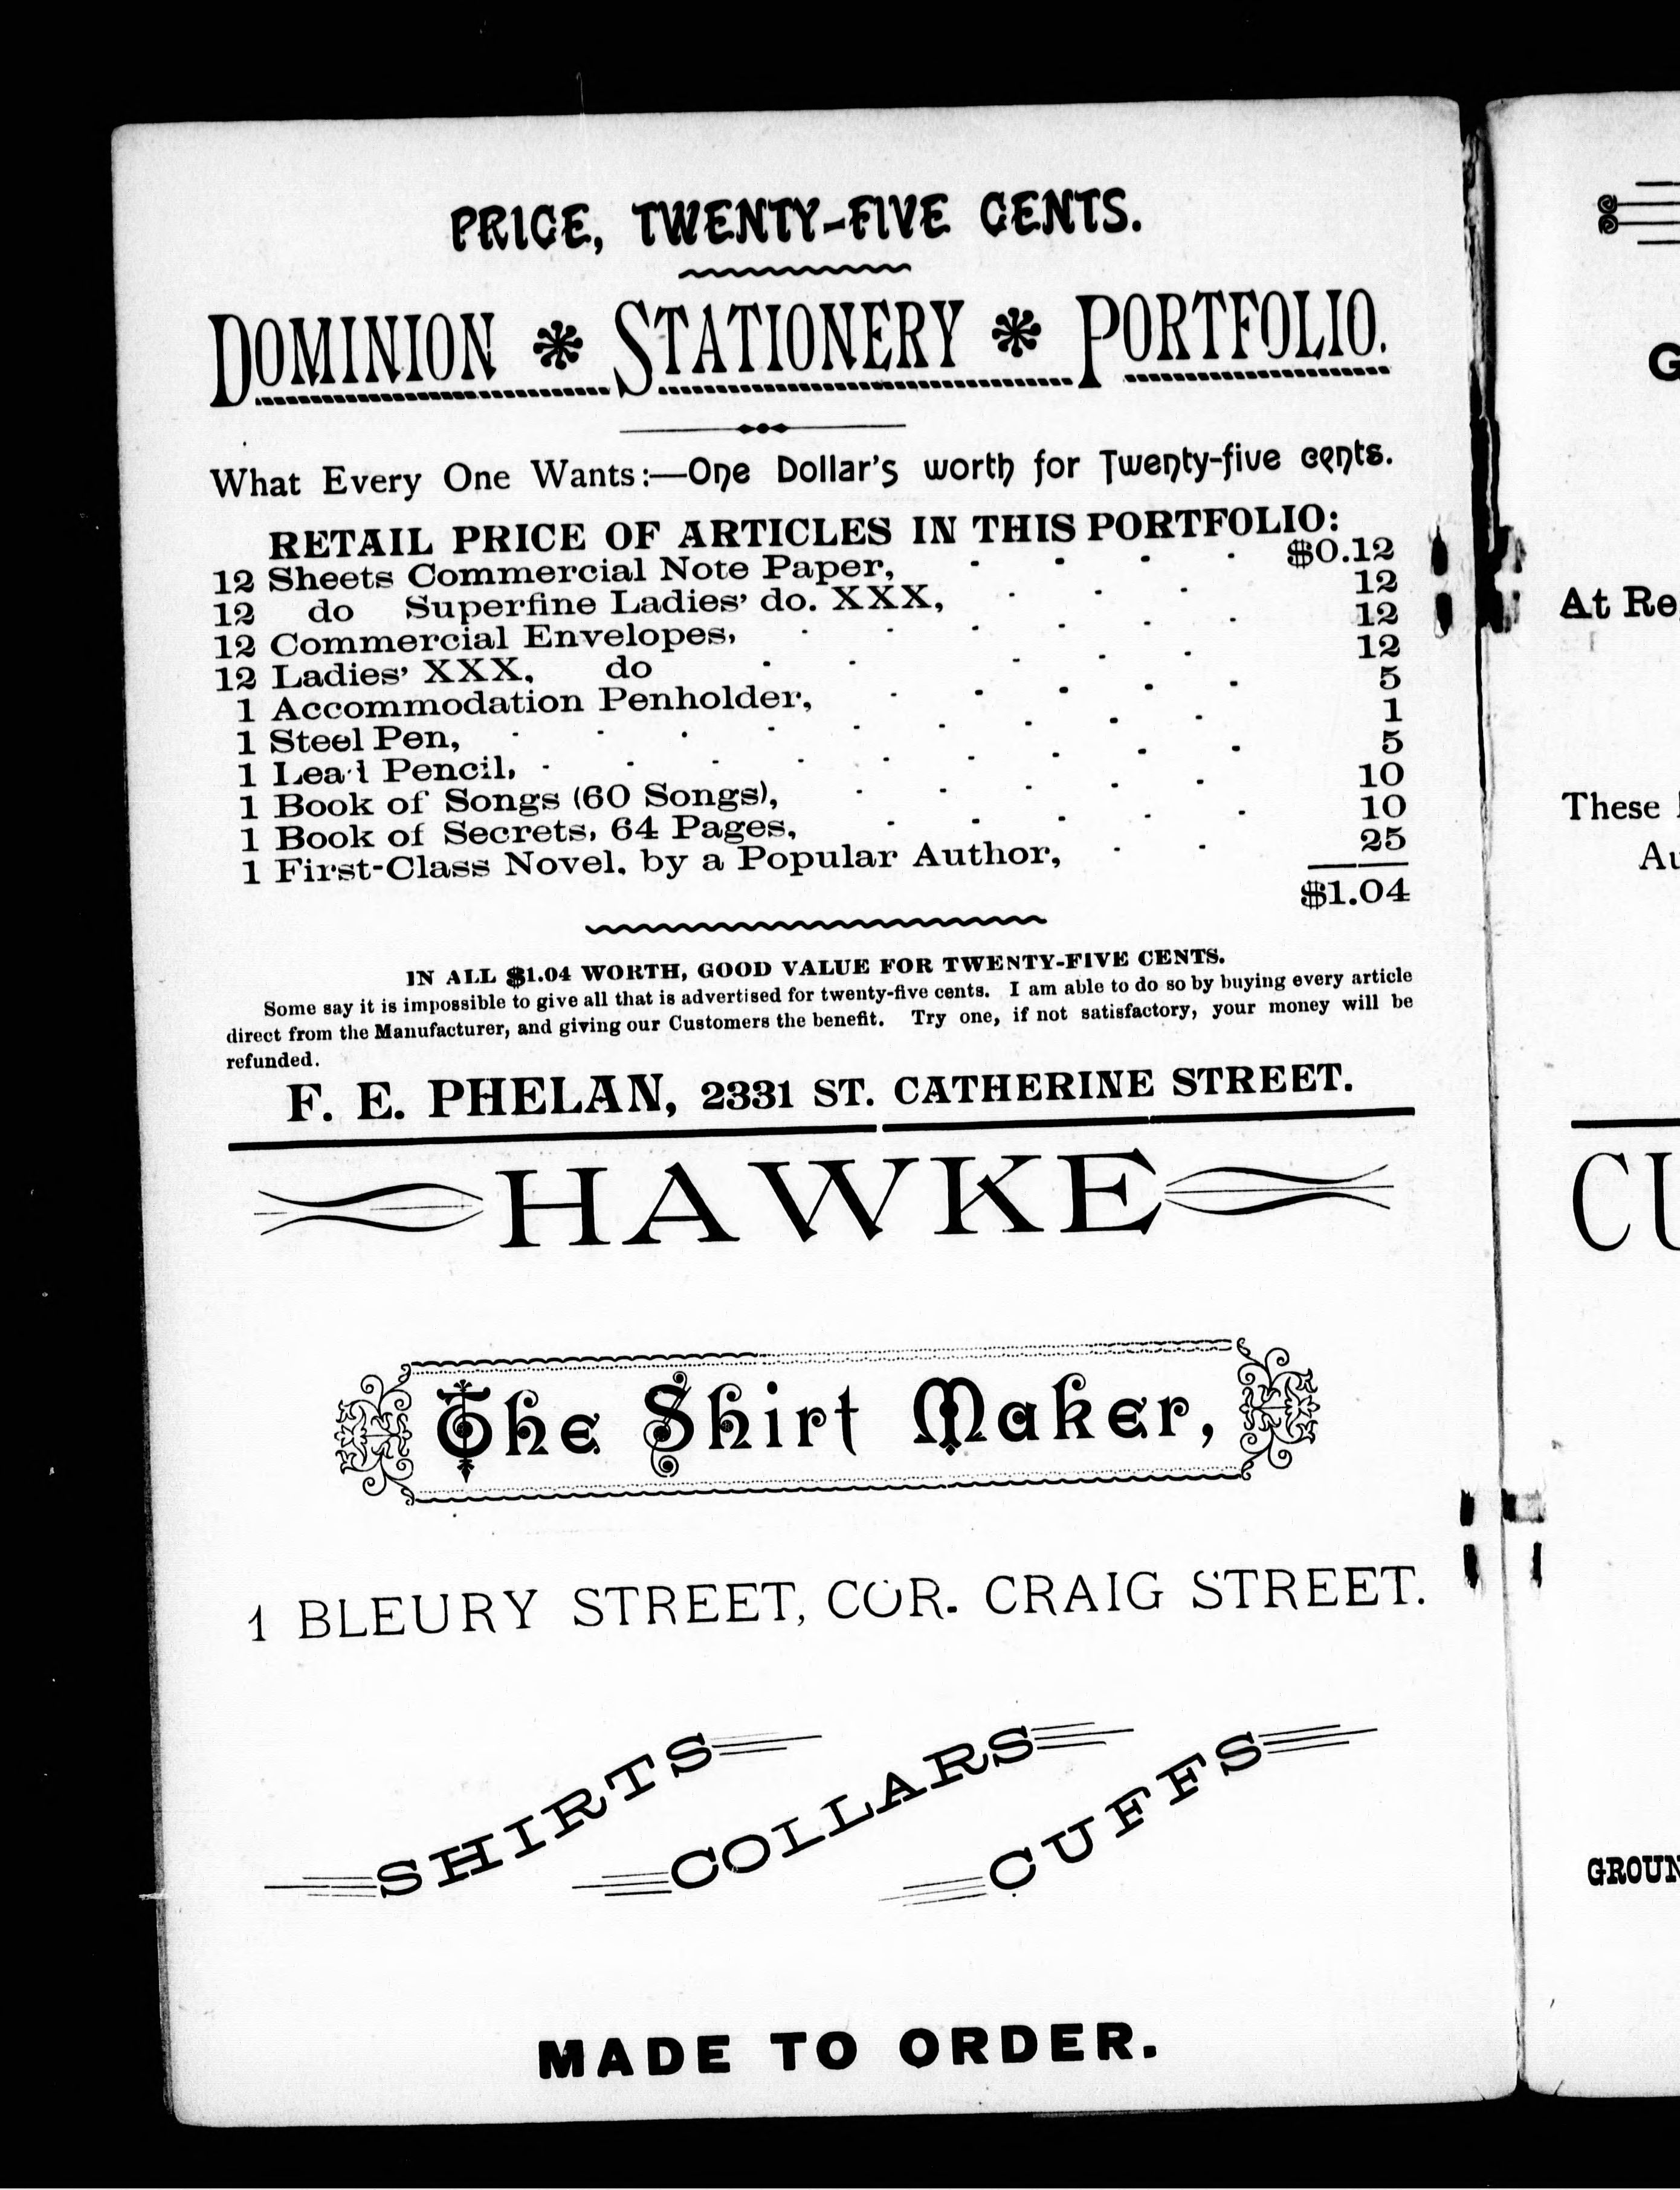 PRICE, TWENTY-FIVE CENTS.
DOMINION STATIONERY PORTFOLIO.
What Every One Wants:—One Dollar's worth for Twenty-five cents.
RETAIL PRICE OF ARTICLES IN THIS PORTFOLIO:
12 Sheets Commercial Note Paper, - - - - $0.12
12 do Superfine Ladies' do. XXX, - - - 12
12 Commercial Envelopes, - - - - - - 12
12 Ladies' XXX, do - - - - - 12
1 Accommodation Penholder, - - - - - 5
1 Steel Pen, - - - - - - - - - 1
1 Lead Pencil, - - - - - - - - - 5
1 Book of Songs (60 Songs), - - - - - 10
1 Book of Secrets, 64 Pages, - - - - - 10
1 First-Class Novel, by a Popular Author, - - 25
$1.04
IN ALL $1.04 WORTH, GOOD VALUE FOR TWENTY-FIVE CENTS.
Some say it is impossible to give all that is advertised for twenty-five cents. I am able to do so by buying every article
direct from the Manufacturer, and giving our Customers the benefit. Try one, if not satisfactory, your money will be
refunded.
F. E. PHELAN, 2331 ST. CATHERINE STREET.
HAWKE
The Shirt Maker,
1 BLEURY STREET, COR. CRAIG STREET.
SHIRTS
COLLARS
CUFFS
MADE TO ORDER.
G
At Re
These
Au
CU
GROUN